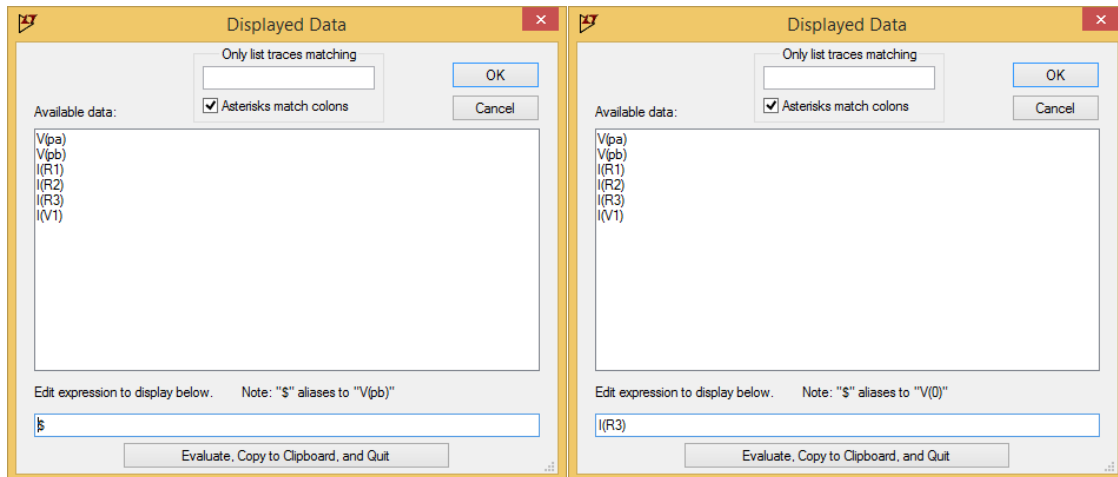 Displayed Data
Only list traces matching
OK
Asterisks match colons
Cancel
Available data:
V(pa)
V(pb)
I(R1)
I(R2)
I(R3)
I(V1)
Edit expression to display below. Note: "$" aliases to "V(pb)"
$
Evaluate, Copy to Clipboard, and Quit
Displayed Data
Only list traces matching
OK
Asterisks match colons
Cancel
Available data:
V(pa)
V(pb)
I(R1)
I(R2)
I(R3)
I(V1)
Edit expression to display below. Note: "$" aliases to "V(0)"
I(R3)
Evaluate, Copy to Clipboard, and Quit